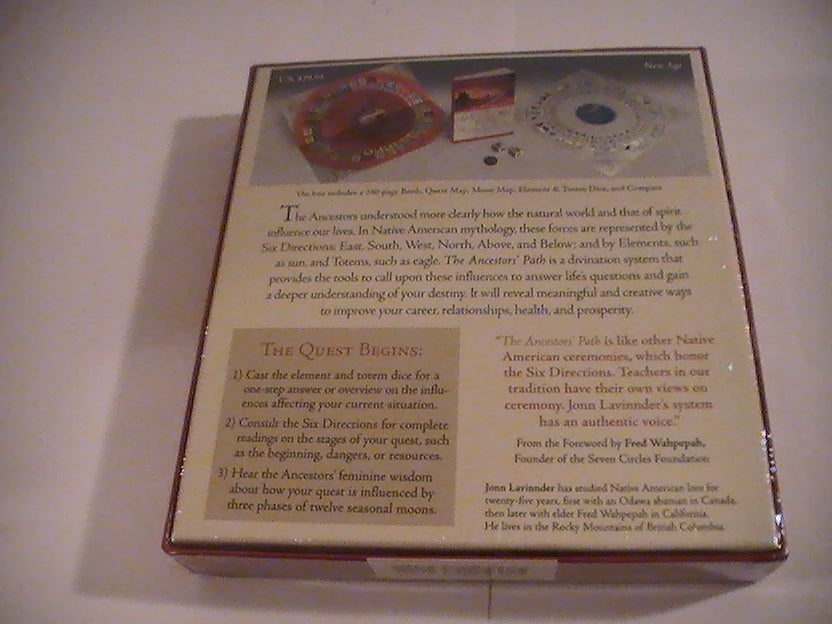 U.S. $29.95
New Age
The box includes a 240-page Book, Quest Map, Moon Map, Element & Totem Dice, and Compass
The Ancestors understood more clearly how the natural world and that of spirit
influence our lives. In Native American mythology, these forces are represented by the
Six Directions: East, South, West, North, Above, and Below; and by Elements, such
as sun, and Totems, such as eagle. The Ancestors' Path is a divination system that
provides the tools to call upon these influences to answer life's questions and gain
a deeper understanding of your destiny. It will reveal meaningful and creative ways
to improve your career, relationships, health, and prosperity.
THE QUEST BEGINS:
1) Cast the element and totem dice for a
one-step answer or overview on the influ-
ences affecting your current situation.
2) Consult the Six Directions for complete
readings on the stages of your quest, such
as the beginning, dangers, or resources.
3) Hear the Ancestors' feminine wisdom
about how your quest is influenced by
three phases of twelve seasonal moons.
"The Ancestors' Path is like other Native
American ceremonies, which honor
the Six Directions. Teachers in our
tradition have their own views on
ceremony. Jonn Lavinnder's system
has an authentic voice."
From the Foreword by Fred Wahpepah,
Founder of the Seven Circles Foundation
Jonn Lavinnder has studied Native American lore for
twenty-five years, first with an Odawa shaman in Canada,
then later with elder Fred Wahpepah in California.
He lives in the Rocky Mountains of British Columbia.